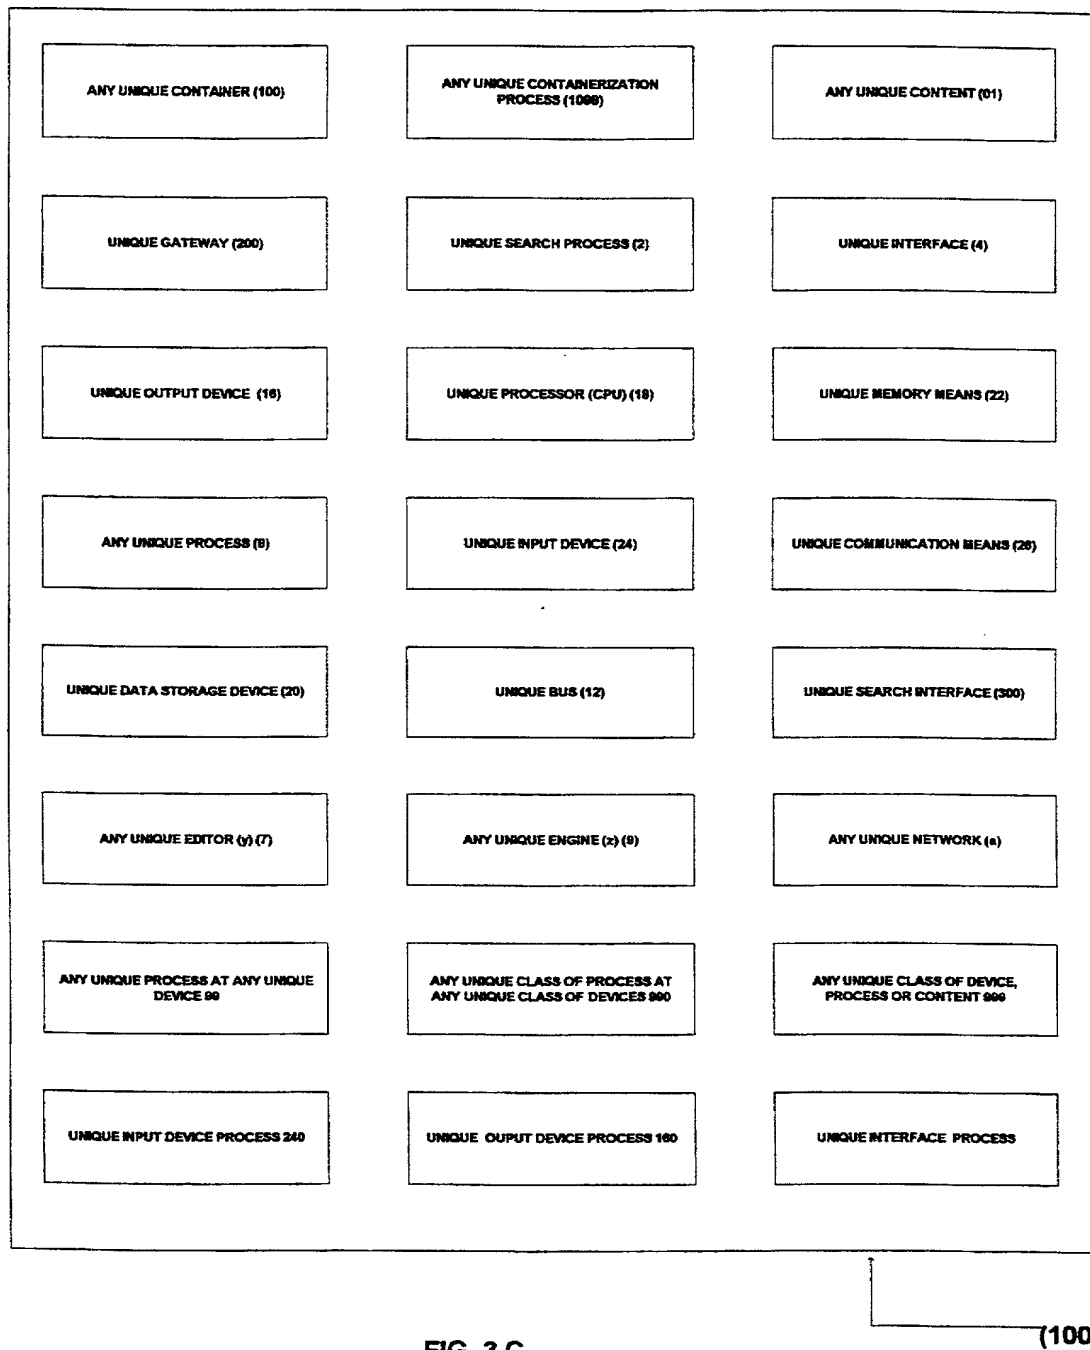 ANY UNIQUE CONTAINER (100)
ANY UNIQUE CONTAINERIZATION
PROCESS (1099)
ANY UNIQUE CONTENT (01)
UNIQUE GATEWAY (200)
UNIQUE SEARCH PROCESS (2)
UNIQUE INTERFACE (4)
UNIQUE OUTPUT DEVICE (16)
UNIQUE PROCESSOR (CPU) (18)
UNIQUE MEMORY MEANS (22)
ANY UNIQUE PROCESS
UNIQUE INPUT DEVICE (24)
UNIQUE COMMUNICATION MEANS (26)
UNIQUE DATA STORAGE DEVICE (20)
UNIQUE BUS (12)
UNIQUE SEARCH INTERFACE (300)
ANY UNIQUE EDITOR (y) (7)
ANY UNIQUE ENGINE (z) (9)
ANY UNIQUE NETWORK (a)
ANY UNIQUE PROCESS AT ANY UNIQUE
DEVICE 99
ANY UNIQUE CLASS OF PROCESS AT
ANY UNIQUE CLASS OF DEVICES 990
ANY UNIQUE CLASS OF DEVICE,
PROCESS OR CONTENT 999
UNIQUE INPUT DEVICE PROCESS 240
UNIQUE OUPUT DEVICE PROCESS 160
UNIQUE INTERFACE PROCESS
(100
FIG. 3 C